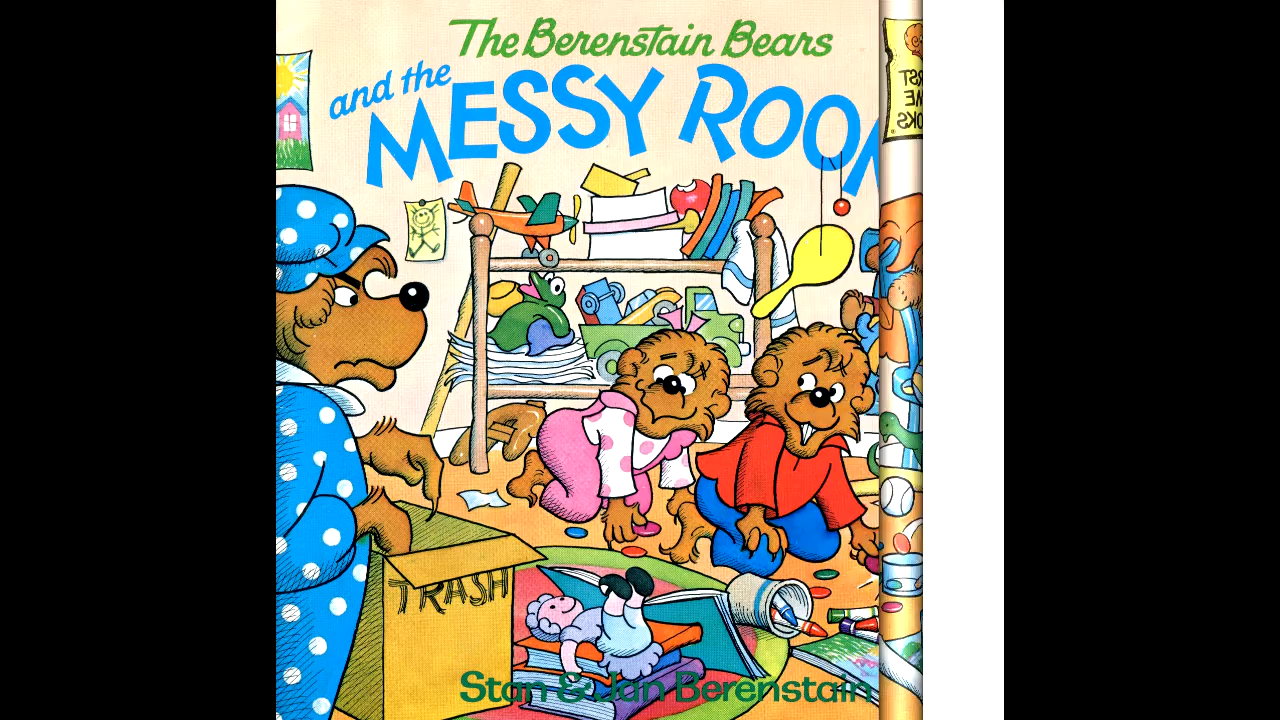 The Berenstain Bears
and the
MESSY ROO
TRASH
Stan & Jan Berenstain